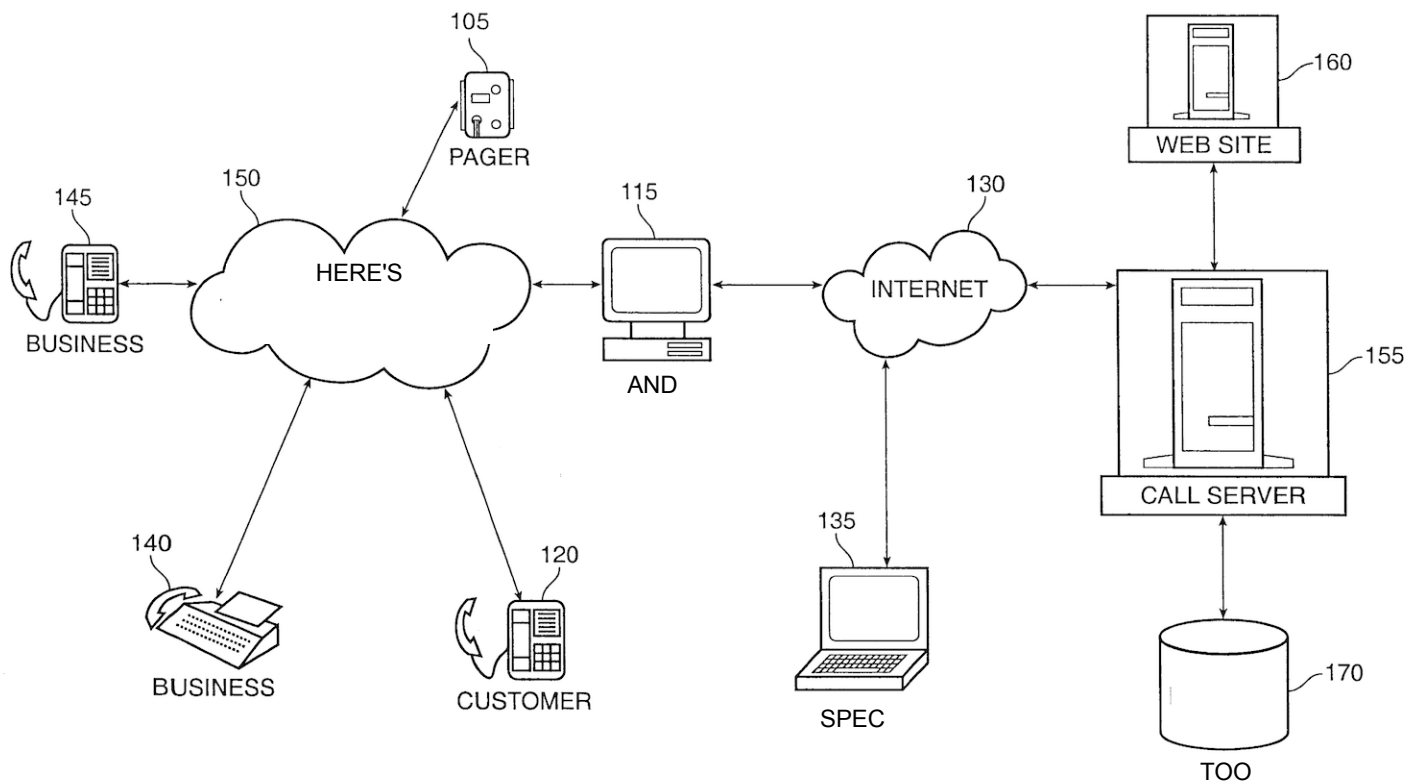 105
160
PAGER
WEB SITE
150
115
130
145
HERE'S
INTERNET
BUSINESS
155
AND
CALL SERVER
135
140
120
170
BUSINESS
CUSTOMER
SPEC
TOO